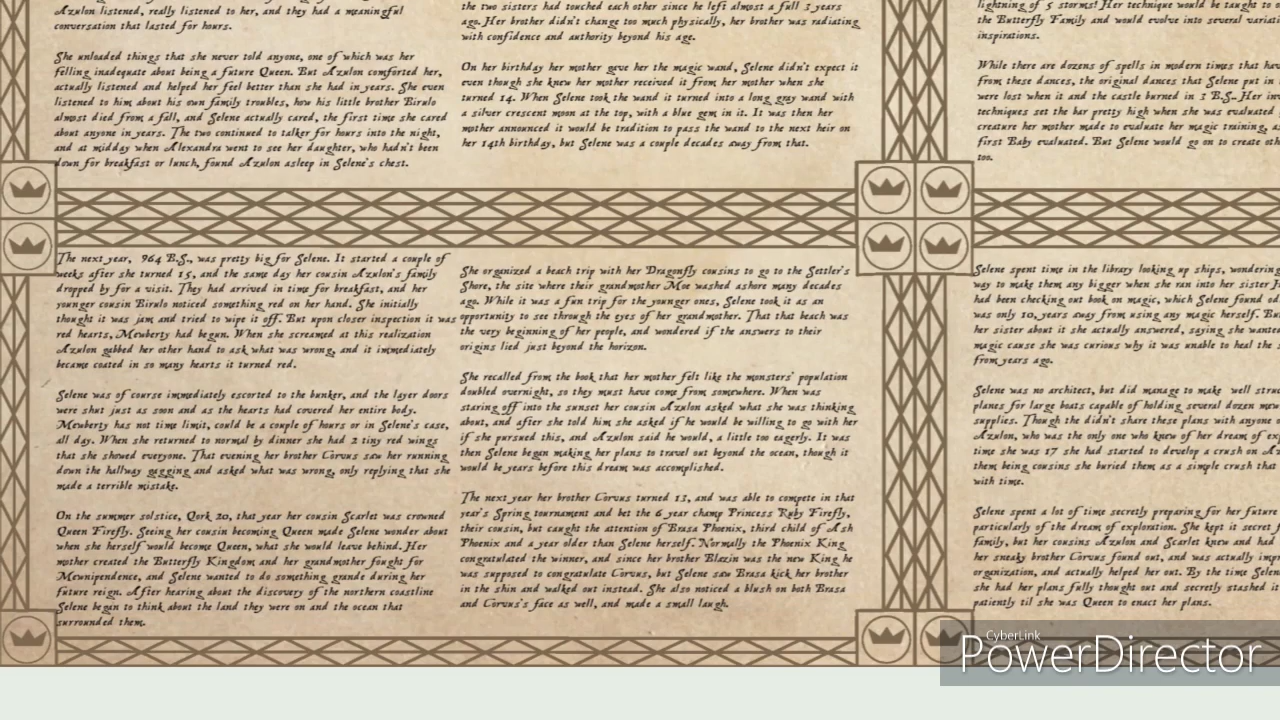 Azulon listened, really listened to her, and they had a meaningful
conversation that lasted for hours.
She unloaded things that she never told anyone, one of which was her
felling inadequate about being a future Queen. But Azulon comforted her,
actually listened and helped her feel better than she had in years. She even
listened to him about his own family troubles, how his little brother Birulo
almost died from a fall, and Selene actually cared, the first time she cared
about anyone in years. The two continued to talker for hours into the night,
and at midday when Alexandra went to see her daughter, who hadn't been
down for breakfast or lunch, found Azulon asleep in Selene's chest.
the two sisters had touched each other since he left almost a full 3 years
ago. Her brother didn't change too much physically, her brother was radiating
with confidence and authority beyond his age.
On her birthday her mother gave her the magic wand, Selene didn't expect it
even though she knew her mother received it from her mother when she
turned 14. When Selene took the wand it turned into a long gray wand with
a silver crescent moon at the top, with a blue gem in it. It was then her
mother announced it would be tradition to pass the wand to the next heir on
her 14th birthday, but Selene was a couple decades away from that.
lightning of 5 storms! Her technique would be taught to
the Butterfly Family and would evolve into several
inspirations.
While there are dozens of spells in modern times that
from these dances, the original dances that Selene put in
were lost when it and the castle burned in 3 B.S.. Her
techniques set the bar pretty high when she was evaluated
creature her mother made to evaluate her magic training,
first Baby evaluated. But Selene would go on to create
too.
The next year, 964 B.S., was pretty big for Selene. It started a couple of
weeks after she turned 15, and the same day her cousin Azulon's family
dropped by for a visit. They had arrived in time for breakfast, and her
younger cousin Birulo noticed something red on her hand. She initially
thought it was jam and tried to wipe it off. But upon closer inspection it was
red hearts, Mewberty had begun. When she screamed at this realization
Azulon gabbed her other hand to ask what was wrong, and it immediately
became coated in so many hearts it turned red.
Selene was of course immediately escorted to the bunker, and the layer doors
were shut just as soon and as the hearts had covered her entire body.
Mewberty has not time limit, could be a couple of hours or in Selene's case,
all day. When she returned to normal by dinner she had 2 tiny red wings
that she showed everyone. That evening her brother Corvus saw her running
down the hallway gagging and asked what was wrong, only replying that she
made a terrible mistake.
On the summer solstice, Qork 20, that year her cousin Scarlet was crowned
Queen Firefly. Seeing her cousin becoming Queen made Selene wonder about
when she herself would become Queen, what she would leave behind. Her
mother created the Butterfly Kingdom and her grandmother fought for
Mewnipendence, and Selene wanted to do something grande during her
future reign. After hearing about the discovery of the northern coastline
Selene began to think about the land they were on and the ocean that
surrounded them.
She organized a beach trip with her Dragonfly cousins to go to the Settler's
Shore, the site where their grandmother Moe washed ashore many decades
ago. While it was a fun trip for the younger ones, Selene took it as an
opportunity to see through the eyes of her grandmother. That that beach was
the very beginning of her people, and wondered if the answers to their
origins lied just beyond the horizon.
She recalled from the book that her mother felt like the monsters' population
doubled overnight, so they must have come from somewhere. When was
staring off into the sunset her cousin Azulon asked what she was thinking
about, and after she told him she asked if he would be willing to go with her
if she pursued this, and Azulon said he would, a little too eagerly. It was
then Selene began making her plans to travel out beyond the ocean, though it
would be years before this dream was accomplished.
The next year her brother Corvus turned 13, and was able to compete in that
year's Spring tournament and bet the 6 year champ Princess Ruby Firefly,
their cousin, but caught the attention of Brasa Phoenix, third child of Ash
Phoenix and a year older than Selene herself. Normally the Phoenix King
congratulated the winner, and since her brother Blazin was the new King he
was supposed to congratulate Corvus, but Selene saw Brasa kick her brother
in the shin and walked out instead. She also noticed a blush on both Brasa
and Corvus's face as well, and made a small laugh.
Selene spent time in the library looking up ships, wondering
way to make them any bigger when she ran into her sister
had been checking out book on magic, which Selene found
was only 10, years away from using any magic herself.
her sister about it she actually answered, saying she
magic cause she was curious why it was unable to heal the
from years ago.
Selene was no architect, but did manage to make well
planes for large boats capable of holding several dozen
supplies. Though the didn't share these plans with anyone
Azulon, who was the only one who knew of her dream of
time she was 17 she had started to develop a crush on
them being cousins she buried them as a simple crush that
with time.
Selene spent a lot of time secretly preparing for her future
particularly of the dream of exploration. She kept it secret
family, but her cousins Azulon and Scarlet knew and had
her sneaky brother Corvus found out, and was actually
organization, and actually helped her out. By the time
she had her plans fully thought out and secretly stashed it
patiently til she was Queen to enact her plans.
CyberLink
PowerDirector